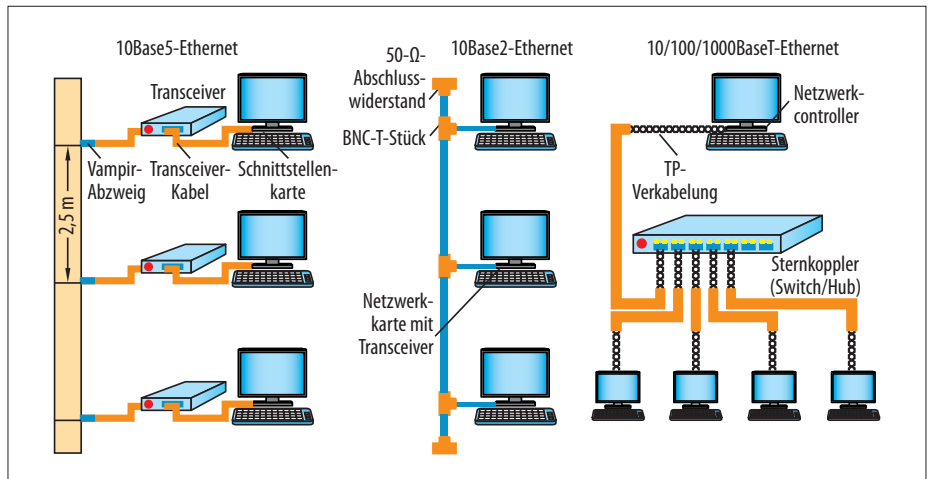 10Base5-Ethernet
Transceiver
Vampir-
Abzweig
Transceiver-
Kabel
Schnittstellen-
karte
2,5 m
10Base2-Ethernet
50-Ω-
Abschluss-
widerstand
BNC-T-Stück
Netzwerk-
karte mit
Transceiver
10/100/1000BaseT-Ethernet
Netzwerk-
controller
TP-
Verkabelung
Sternkoppler
(Switch/Hub)